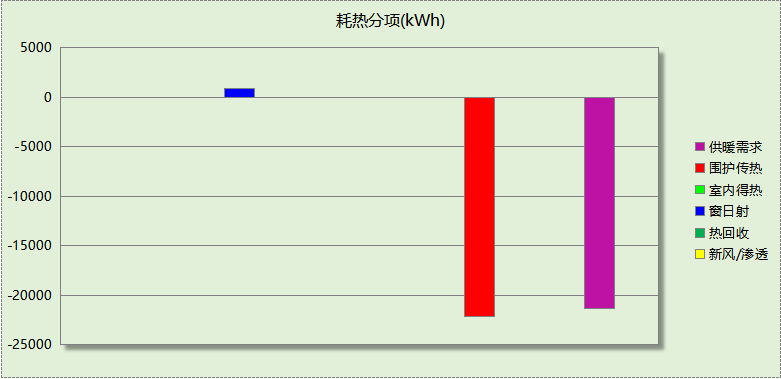 耗热分项(kWh)
5000
0
-5000
-10000
-15000
-20000
-25000
供暖需求
围护传热
室内得热
窗日射
热回收
新风/渗透